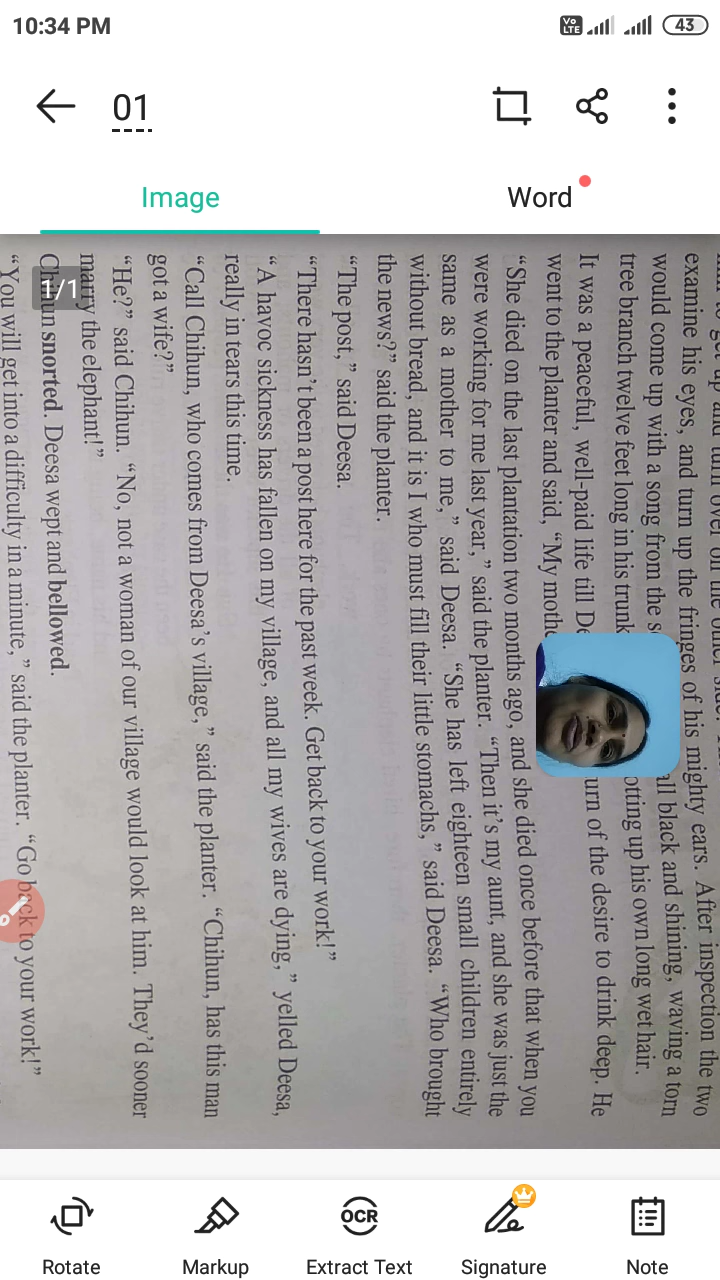 10:34 PM
Vo LTE
43
01
Image
Word
1/1
examine his eyes, and turn up the fringes of his mighty ears. After inspection the two
would come up with a song from the all black and shining, waving a torn
tree branch twelve feet long in his trunk otting up his own long wet hair.
It was a peaceful, well-paid life till De urn of the desire to drink deep. He
went to the planter and said, “My mothe
“She died on the last plantation two months ago, and she died once before that when you
were working for me last year,” said the planter. “Then it’s my aunt, and she was just the
same as a mother to me,” said Deesa. “She has left eighteen small children entirely
without bread, and it is I who must fill their little stomachs,” said Deesa. “Who brought
the news?” said the planter.
“The post,” said Deesa.
“There hasn’t been a post here for the past week. Get back to your work!”
“A havoc sickness has fallen on my village, and all my wives are dying,” yelled Deesa,
really in tears this time.
“Call Chihun, who comes from Deesa’s village,” said the planter. “Chihun, has this man
got a wife?”
“He?” said Chihun. “No, not a woman of our village would look at him. They’d sooner
marry the elephant!”
Chihun snorted. Deesa wept and bellowed.
“You will get into a difficulty in a minute,” said the planter. “Go back to your work!”
Rotate
Markup
OCR
Extract Text
Signature
Note